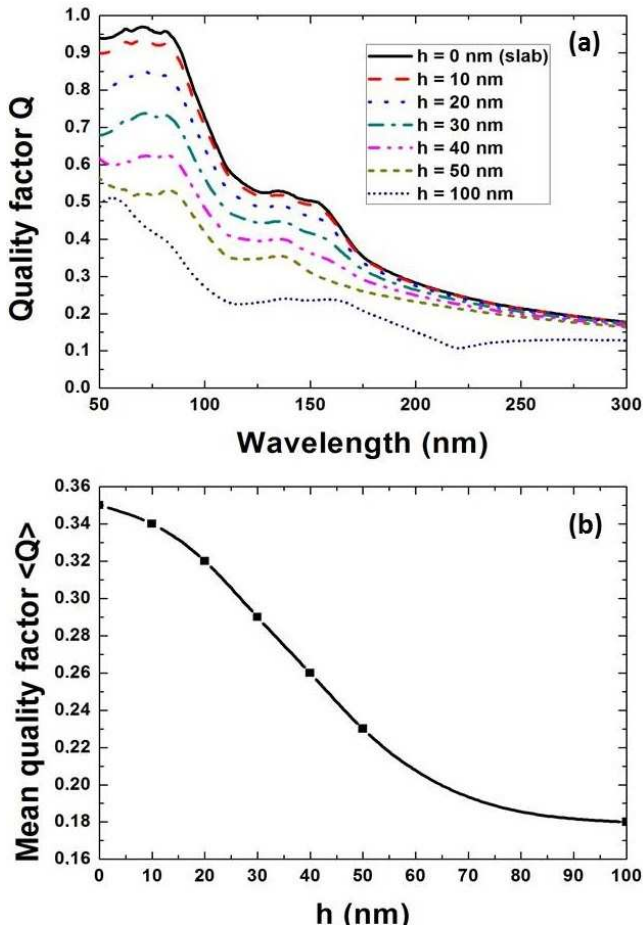 (a)
h = 0 nm (slab)
h = 10 nm
h = 20 nm
h = 30 nm
h = 40 nm
h = 50 nm
h = 100 nm
Quality factor Q
1.0
0.9
0.8
0.7
0.6
0.5
0.4
0.3
0.2
0.1
0.0
50 100 150 200 250 300
Wavelength (nm)
(b)
Mean quality factor <Q>
0.36
0.34
0.32
0.30
0.28
0.26
0.24
0.22
0.20
0.18
0.16
0 10 20 30 40 50 60 70 80 90 100
h (nm)